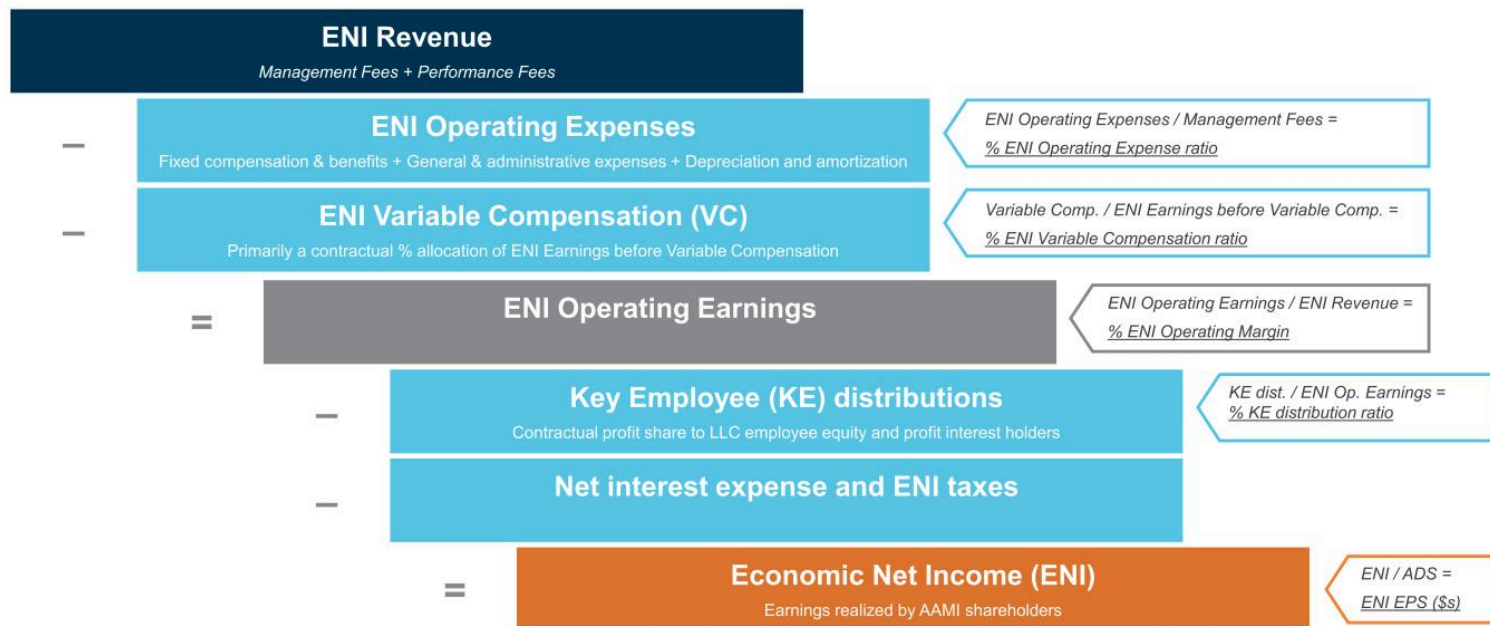 ENI Revenue
Management Fees + Performance Fees
–
ENI Operating Expenses
Fixed compensation & benefits + General & administrative expenses + Depreciation and amortization
ENI Operating Expenses / Management Fees =
% ENI Operating Expense ratio
–
ENI Variable Compensation (VC)
Primarily a contractual % allocation of ENI Earnings before Variable Compensation
Variable Comp. / ENI Earnings before Variable Comp. =
% ENI Variable Compensation ratio
=
ENI Operating Earnings
ENI Operating Earnings / ENI Revenue =
% ENI Operating Margin
–
Key Employee (KE) distributions
Contractual profit share to LLC employee equity and profit interest holders
KE dist. / ENI Op. Earnings =
% KE distribution ratio
–
Net interest expense and ENI taxes
=
Economic Net Income (ENI)
Earnings realized by AAMI shareholders
ENI / ADS =
ENI EPS ($s)